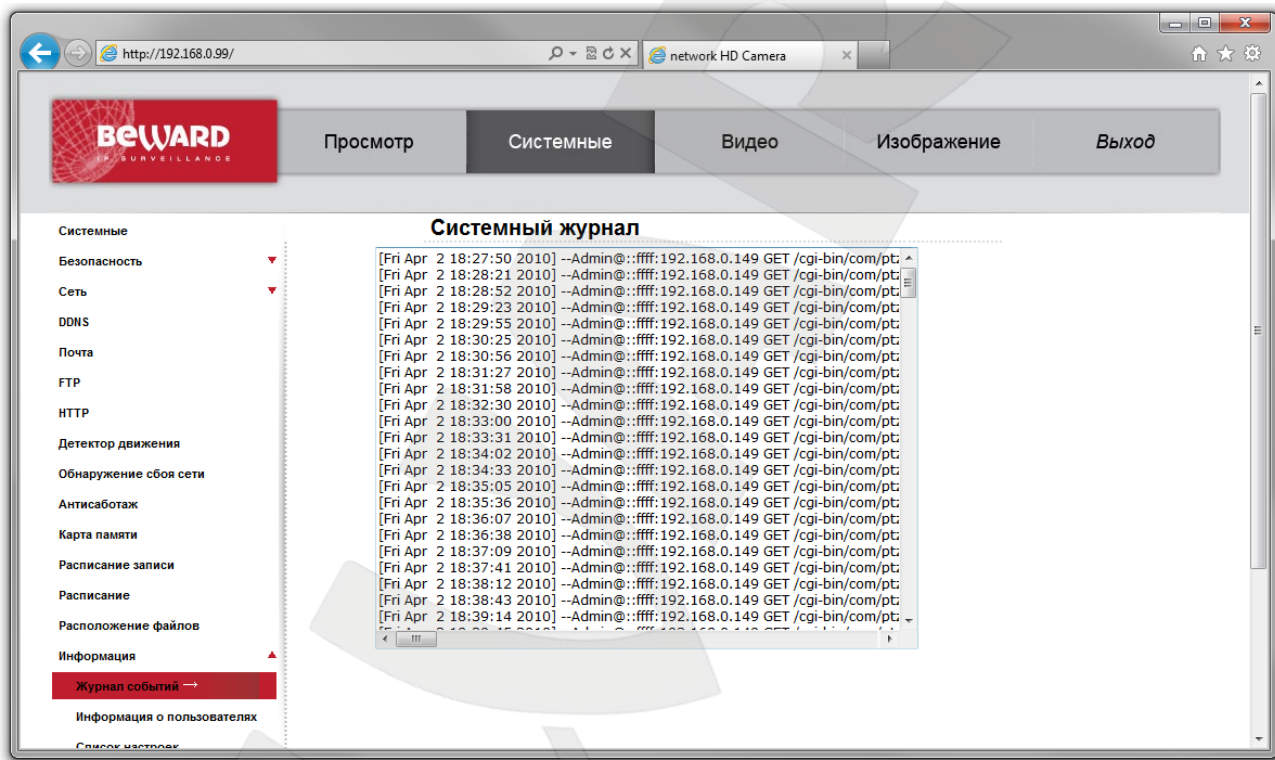 http://192.168.0.99/
network HD Camera
BEWARD
IP SURVEILLANCE
Просмотр
Системные
Видео
Изображение
Выход
Системные
Безопасность
Сеть
DDNS
Почта
FTP
HTTP
Детектор движения
Обнаружение сбоя сети
Антисаботаж
Карта памяти
Расписание записи
Расписание
Расположение файлов
Информация
Журнал событий →
Информация о пользователях
Список настроек
Системный журнал
[Fri Apr 2 18:27:50 2010] --Admin@::ffff:192.168.0.149 GET /cgi-bin/com/ptz
[Fri Apr 2 18:28:21 2010] --Admin@::ffff:192.168.0.149 GET /cgi-bin/com/ptz
[Fri Apr 2 18:28:52 2010] --Admin@::ffff:192.168.0.149 GET /cgi-bin/com/ptz
[Fri Apr 2 18:29:23 2010] --Admin@::ffff:192.168.0.149 GET /cgi-bin/com/ptz
[Fri Apr 2 18:29:55 2010] --Admin@::ffff:192.168.0.149 GET /cgi-bin/com/ptz
[Fri Apr 2 18:30:25 2010] --Admin@::ffff:192.168.0.149 GET /cgi-bin/com/ptz
[Fri Apr 2 18:30:56 2010] --Admin@::ffff:192.168.0.149 GET /cgi-bin/com/ptz
[Fri Apr 2 18:31:27 2010] --Admin@::ffff:192.168.0.149 GET /cgi-bin/com/ptz
[Fri Apr 2 18:31:58 2010] --Admin@::ffff:192.168.0.149 GET /cgi-bin/com/ptz
[Fri Apr 2 18:32:30 2010] --Admin@::ffff:192.168.0.149 GET /cgi-bin/com/ptz
[Fri Apr 2 18:33:00 2010] --Admin@::ffff:192.168.0.149 GET /cgi-bin/com/ptz
[Fri Apr 2 18:33:31 2010] --Admin@::ffff:192.168.0.149 GET /cgi-bin/com/ptz
[Fri Apr 2 18:34:02 2010] --Admin@::ffff:192.168.0.149 GET /cgi-bin/com/ptz
[Fri Apr 2 18:34:33 2010] --Admin@::ffff:192.168.0.149 GET /cgi-bin/com/ptz
[Fri Apr 2 18:35:05 2010] --Admin@::ffff:192.168.0.149 GET /cgi-bin/com/ptz
[Fri Apr 2 18:35:36 2010] --Admin@::ffff:192.168.0.149 GET /cgi-bin/com/ptz
[Fri Apr 2 18:36:07 2010] --Admin@::ffff:192.168.0.149 GET /cgi-bin/com/ptz
[Fri Apr 2 18:36:38 2010] --Admin@::ffff:192.168.0.149 GET /cgi-bin/com/ptz
[Fri Apr 2 18:37:09 2010] --Admin@::ffff:192.168.0.149 GET /cgi-bin/com/ptz
[Fri Apr 2 18:37:41 2010] --Admin@::ffff:192.168.0.149 GET /cgi-bin/com/ptz
[Fri Apr 2 18:38:12 2010] --Admin@::ffff:192.168.0.149 GET /cgi-bin/com/ptz
[Fri Apr 2 18:38:43 2010] --Admin@::ffff:192.168.0.149 GET /cgi-bin/com/ptz
[Fri Apr 2 18:39:14 2010] --Admin@::ffff:192.168.0.149 GET /cgi-bin/com/ptz